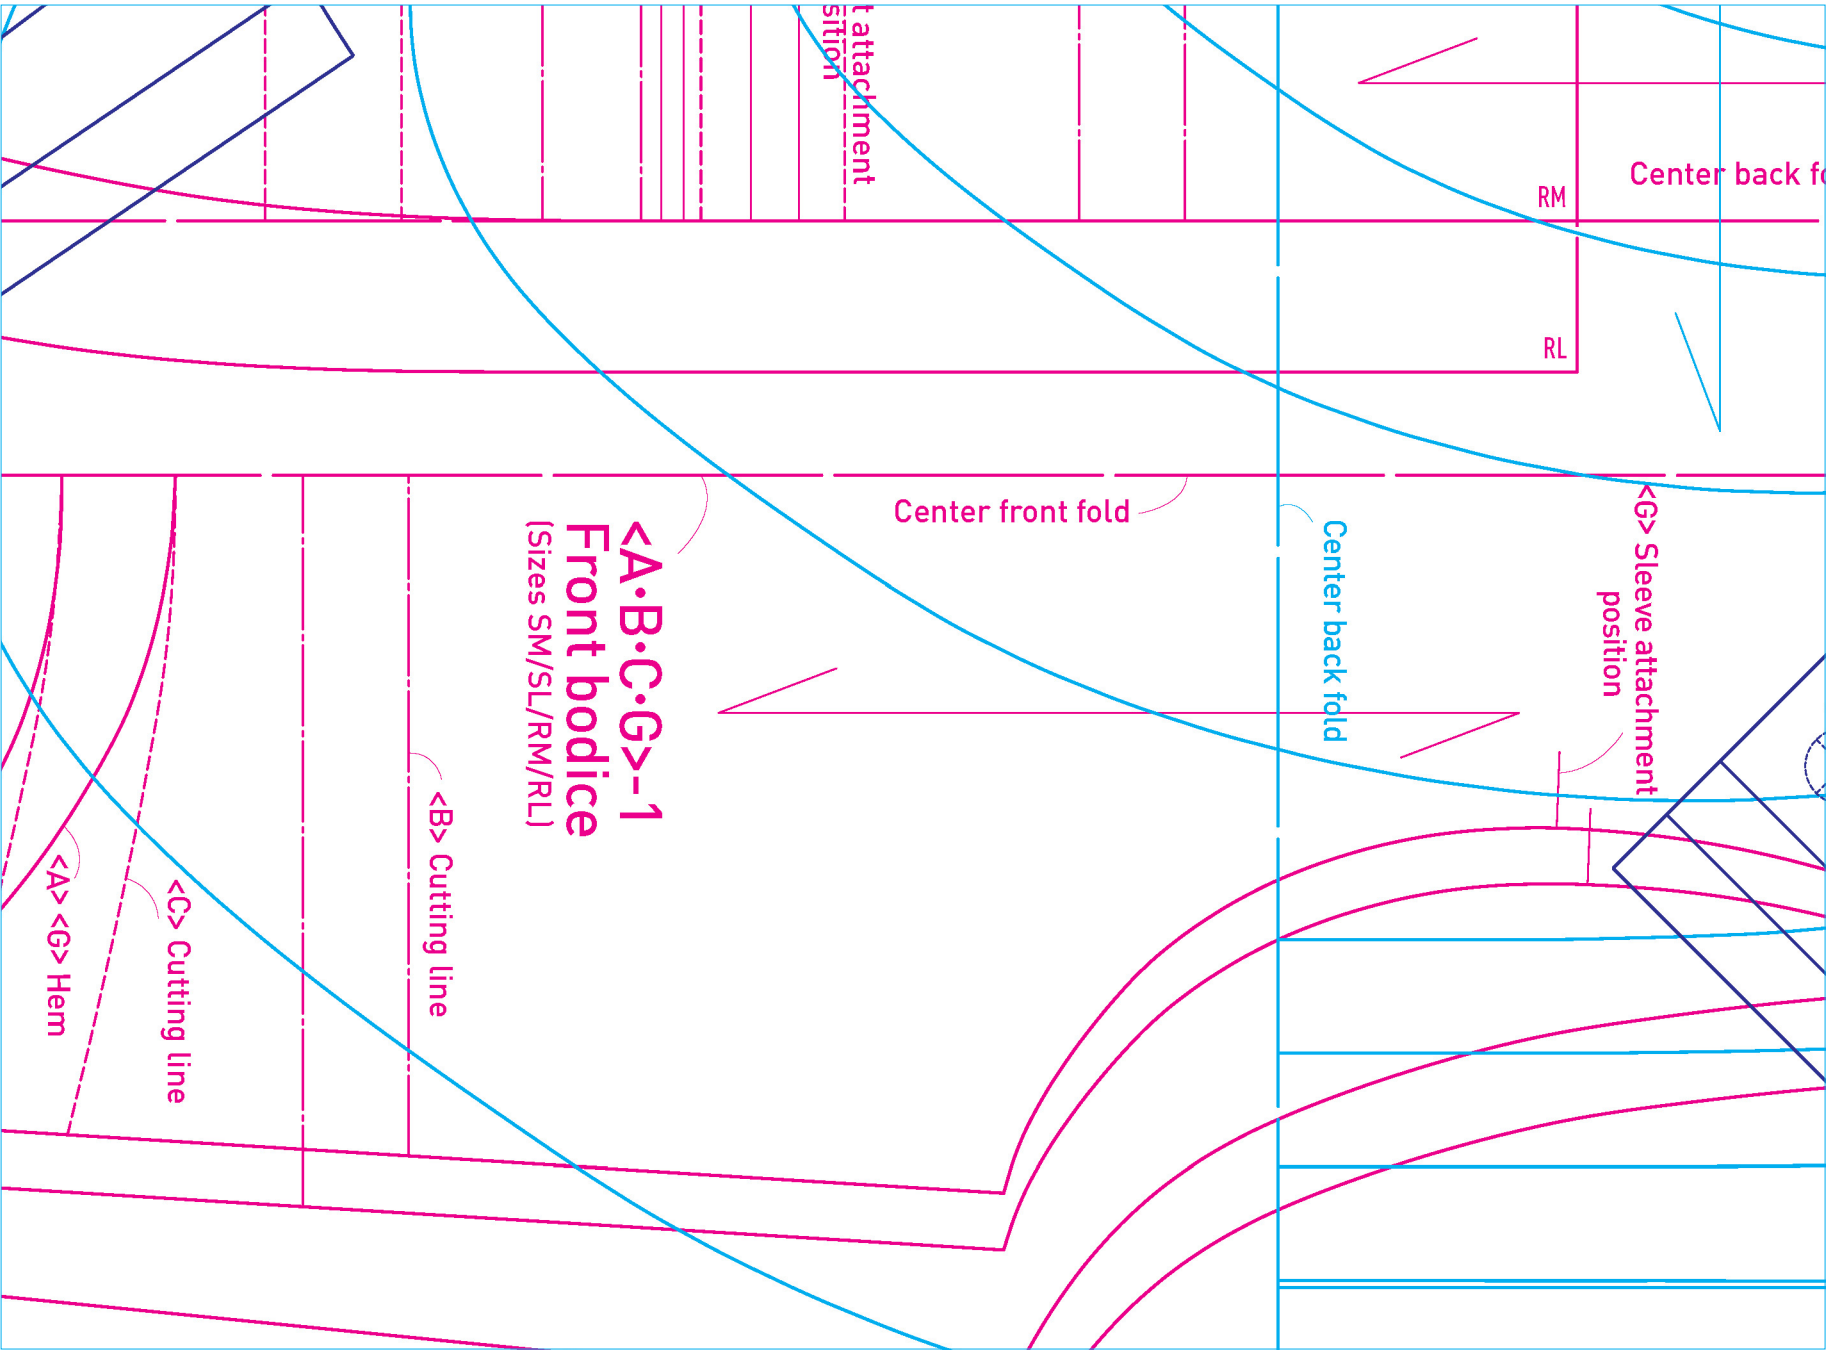 attachment
sition
RM
Center back
RL
Center front fold
<A·B·C·G>-1
Front bodice
(Sizes SM/SL/RM/RL)
Center back fold
<G> Sleeve attachment
position
<B> Cutting line
<C> Cutting line
<A> <G> Hem